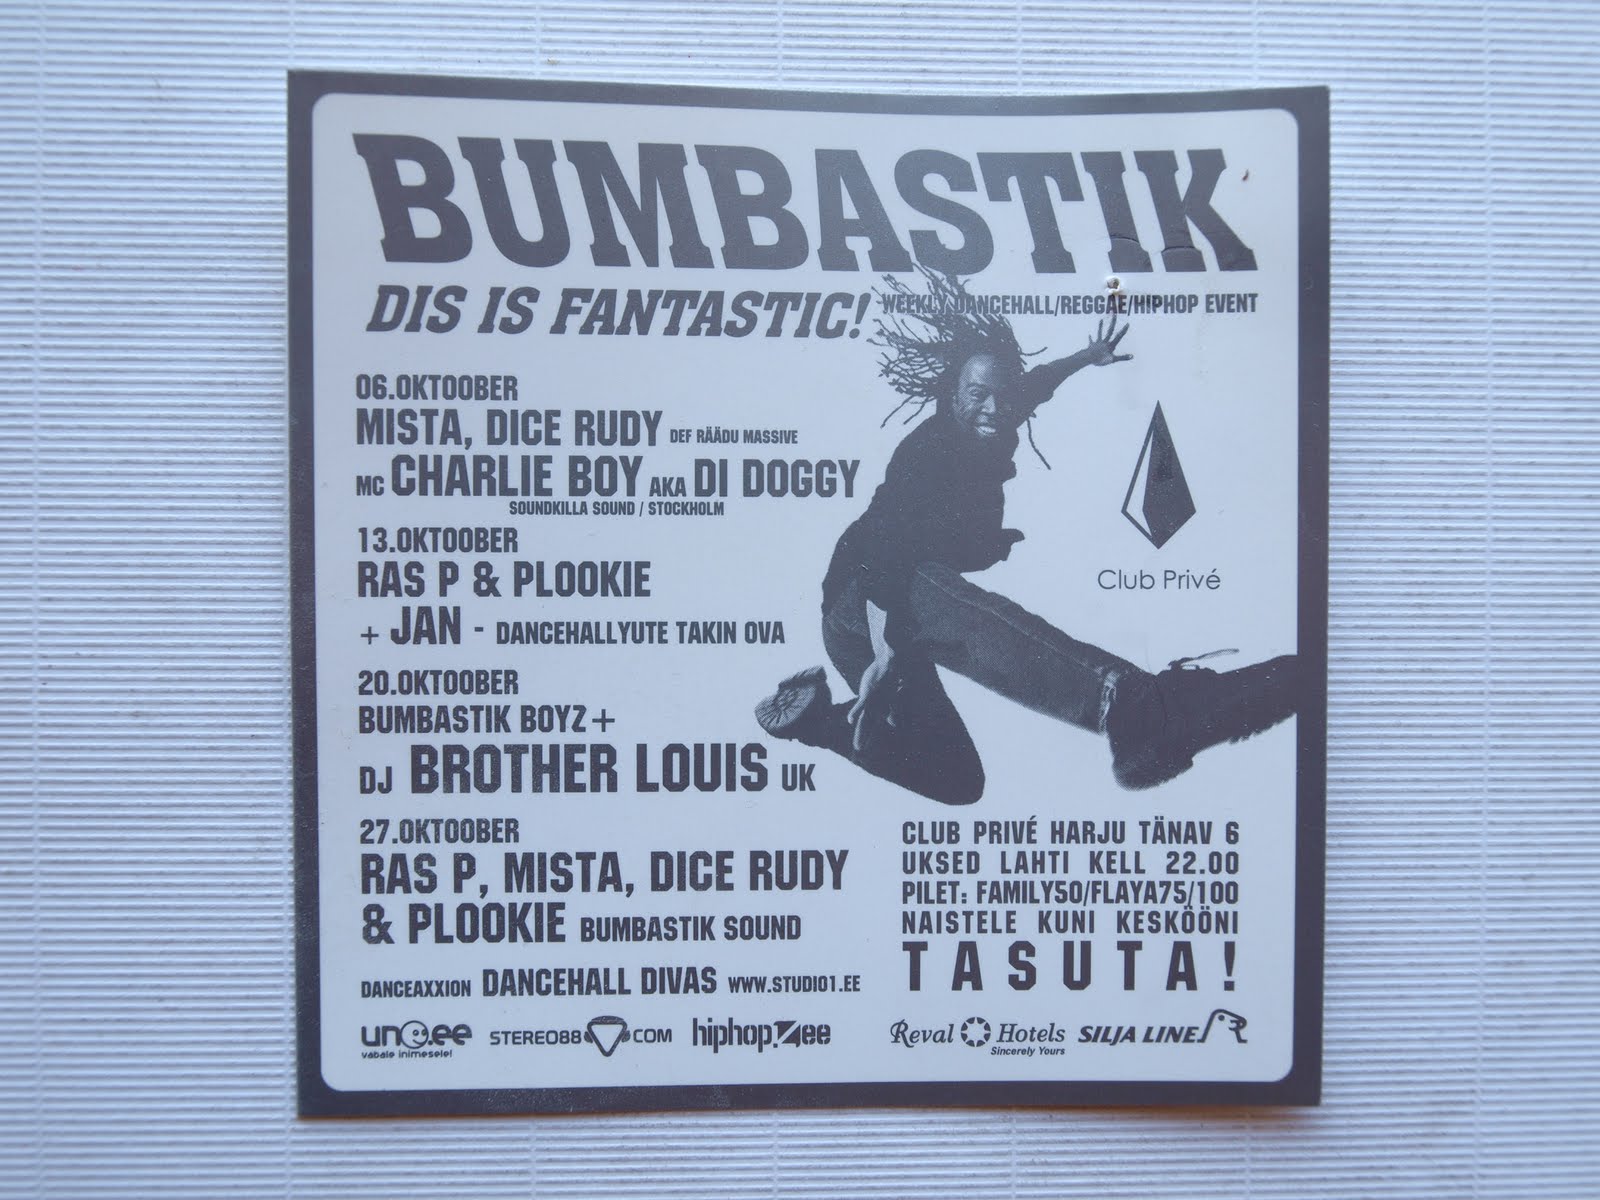 BUMBASTIK
DIS IS FANTASTIC!
WEEKLY DANCEHALL/REGGAE/HIPHOP EVENT
06.OKTOOBER
MISTA, DICE RUDY DEF RÄÄDU MASSIVE
MC CHARLIE BOY AKA DI DOGGY
SOUNDKILLA SOUND / STOCKHOLM
13.OKTOOBER
RAS P & PLOOKIE
+ JAN - DANCEHALLYUTE TAKIN OVA
20.OKTOOBER
BUMBASTIK BOYZ +
DJ BROTHER LOUIS UK
27.OKTOOBER
RAS P, MISTA, DICE RUDY
& PLOOKIE BUMBASTIK SOUND
DANCEAXXION DANCEHALL DIVAS WWW.STUDIO1.EE
Club Privé
CLUB PRIVÉ HARJU TÄNAV 6
UKSED LAHTI KELL 22.00
PILET: FAMILY50/FLAYA75/100
NAISTELE KUNI KESKÖÖNI
TASUTA!
uno.ee
vabale inimesele!
STEREO88 COM
hiphop.ee
Reval Hotels
Sincerely Yours
SILJA LINE